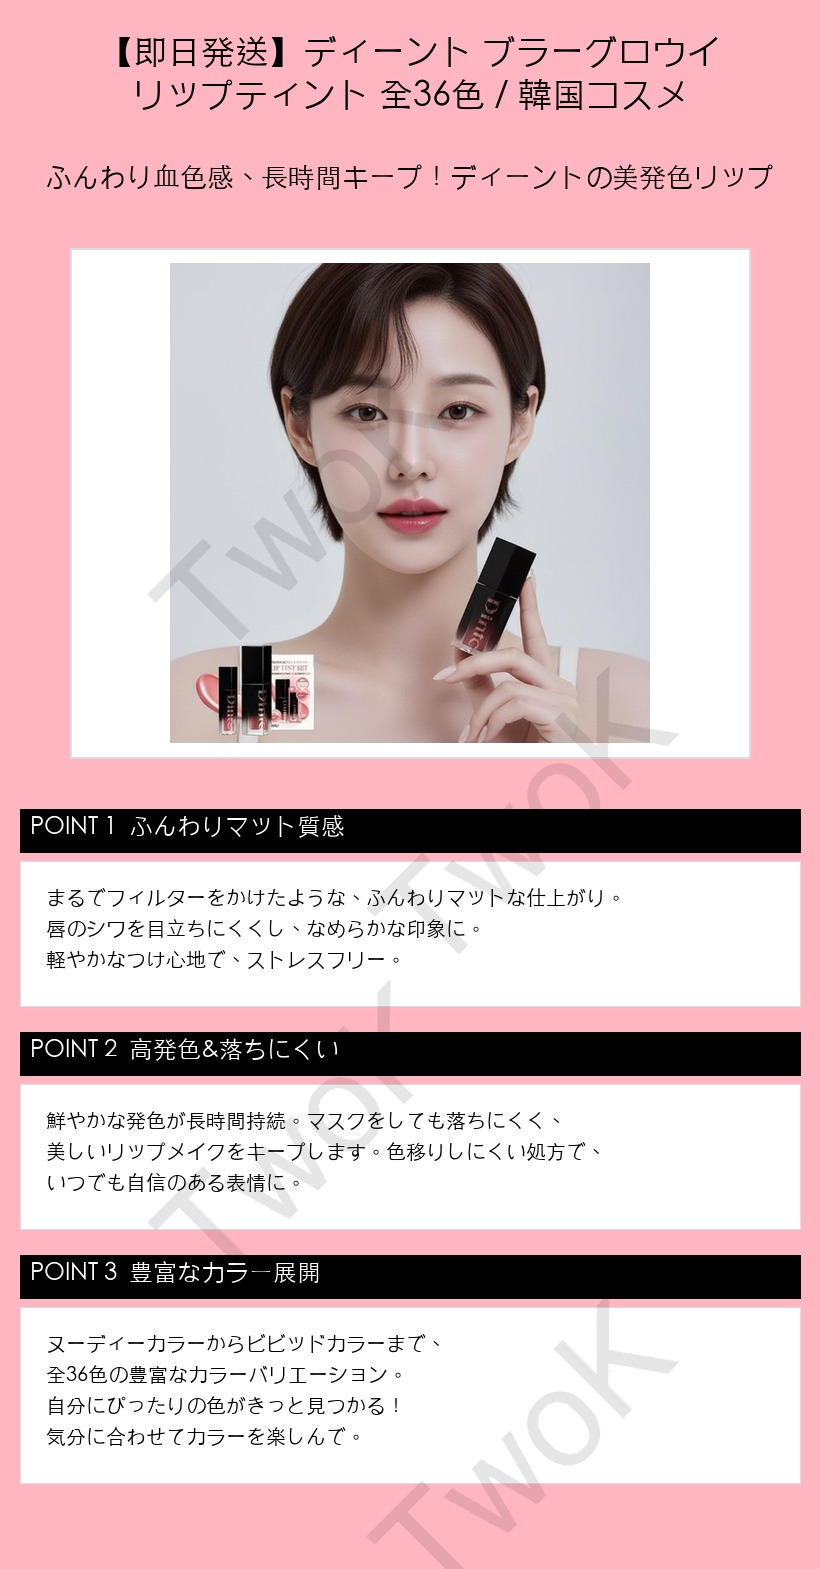 【即日発送】ディーント ブラーグロウイ
リップティント 全36色 / 韓国コスメ
ふんわり血色感、長時間キープ！ディーントの美発色リップ
Dinto
LIP TINT KIT
Dinto
POINT 1 ふんわりマット質感
まるでフィルターをかけたような、ふんわりマットな仕上がり。
唇のシワを目立ちにくくし、なめらかな印象に。
軽やかなつけ心地で、ストレスフリー。
POINT 2 高発色&落ちにくい
鮮やかな発色が長時間持続。マスクをしても落ちにくく、
美しいリップメイクをキープします。色移りしにくい処方で、
いつでも自信のある表情に。
POINT 3 豊富なカラー展開
ヌーディーカラーからビビッドカラーまで、
全36色の豊富なカラーバリエーション。
自分にぴったりの色がきっと見つかる！
気分に合わせてカラーを楽しんで。
TwoK
TwoK
TwoK
TwoK